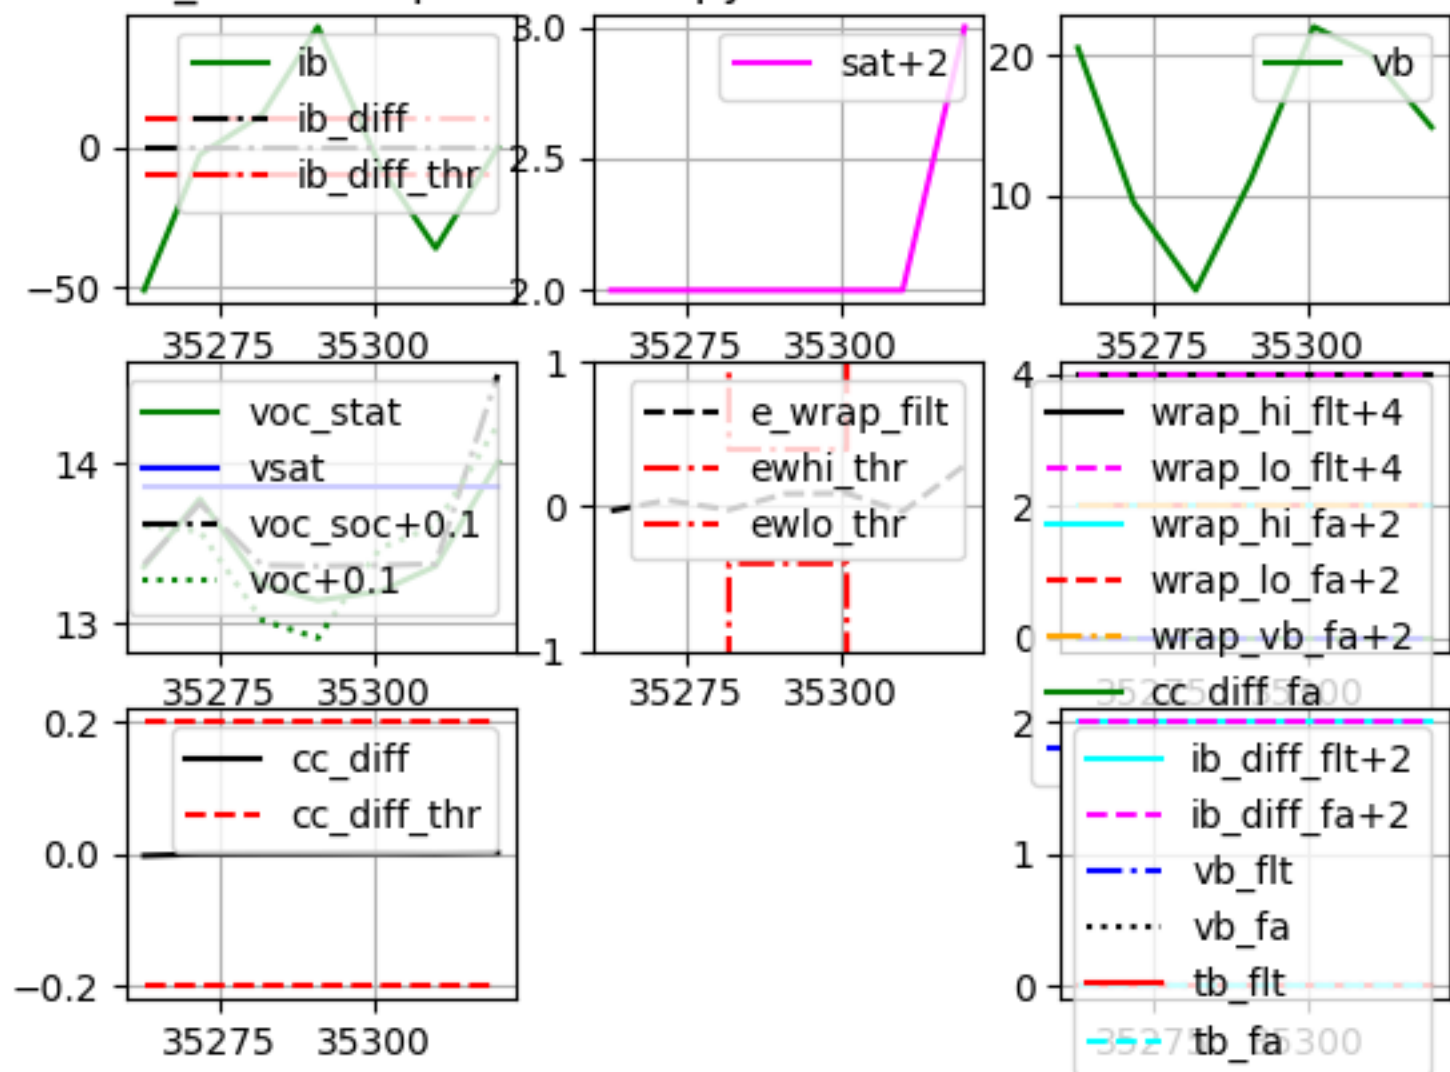 3.0
20
ib
sat+2
vb
ib_diff
0
2.5
ib_diff_thr
10
−50
2.0
35275 35300
35275 35300
35275 35300
1
4
voc_stat
e_wrap_filt
wrap_hi_flt+4
14
vsat
ewhi_thr
wrap_lo_flt+4
0
2
voc_soc+0.1
ewlo_thr
wrap_hi_fa+2
voc+0.1
wrap_lo_fa+2
13
−1
0
wrap_vb_fa+2
35275 35300
35275 35300
35275 35300
cc_diff_fa
0.2
2
cc_diff
ib_diff_flt+2
cc_diff_thr
ib_diff_fa+2
0.0
1
vb_flt
vb_fa
−0.2
0
tb_flt
35275 35300
35275 35300
tb_fa